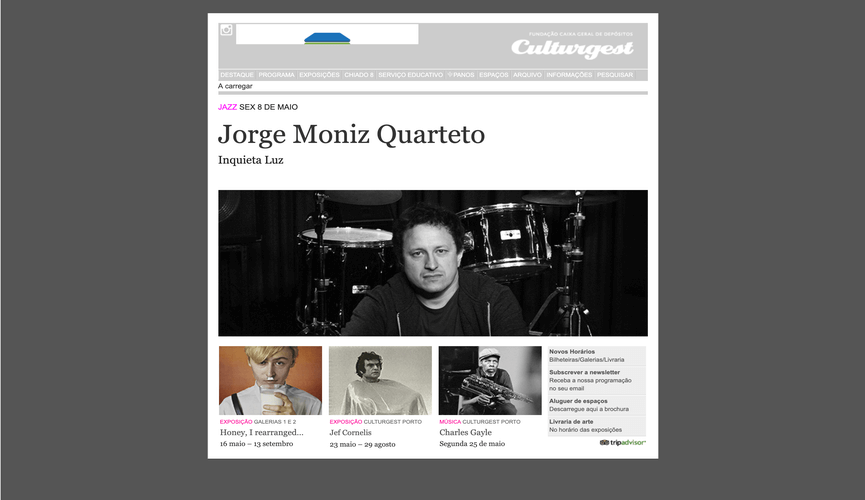 FUNDAÇÃO CAIXA GERAL DE DEPÓSITOS
Culturgest
DESTAQUE PROGRAMA EXPOSIÇÕES CHIADO 8 SERVIÇO EDUCATIVO PANOS ESPAÇOS ARQUIVO INFORMAÇÕES PESQUISAR
A carregar
JAZZ SEX 8 DE MAIO
Jorge Moniz Quarteto
Inquieta Luz
EXPOSIÇÃO GALERIAS 1 E 2
Honey, I rearranged...
16 maio – 13 setembro
EXPOSIÇÃO CULTURGEST PORTO
Jef Cornelis
23 maio – 29 agosto
MÚSICA CULTURGEST PORTO
Charles Gayle
Segunda 25 de maio
Novos Horários
Bilheteiras/Galerias/Livraria
Subscrever a newsletter
Receba a nossa programação
no seu email
Aluguer de espaços
Descarregue aqui a brochura
Livraria de arte
No horário das exposições
tripadvisor